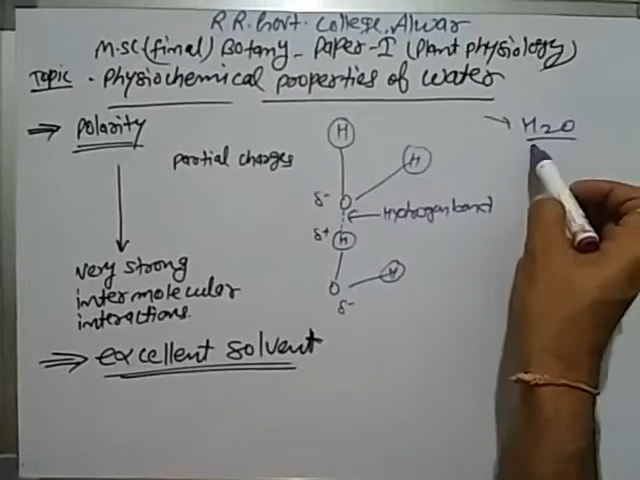 R.R. Govt. College, Alwar
M.SC (final) Botany - Paper-I (Plant physiology)
Topic - Physiochemical properties of water
⇒ Polarity
partial charges
very strong
intermolecular
interactions.
⇒ excellent solvent
H
H
δ- O
Hydrogen bond
δ+ H
H
O
δ-
→ H2O